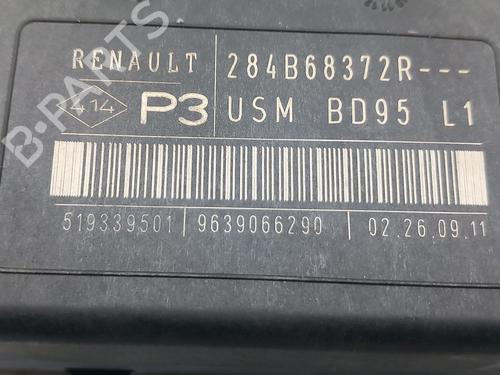 RENAULT 284B68372R---
414 P3 USM BD95 L1
519339501 9639066290 02.26.09.11
B-PARTS